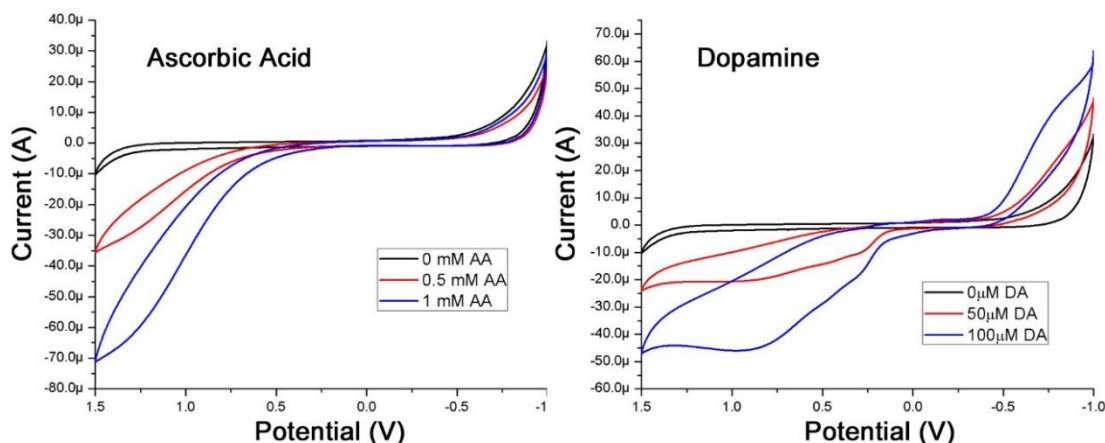 Ascorbic Acid
40.0µ
30.0µ
20.0µ
10.0µ
0.0
-10.0µ
-20.0µ
-30.0µ
-40.0µ
-50.0µ
-60.0µ
-70.0µ
-80.0µ
Current (A)
0 mM AA
0.5 mM AA
1 mM AA
1.5 1.0 0.5 0.0 -0.5 -1
Potential (V)
Dopamine
70.0µ
60.0µ
50.0µ
40.0µ
30.0µ
20.0µ
10.0µ
0.0
-10.0µ
-20.0µ
-30.0µ
-40.0µ
-50.0µ
-60.0µ
Current (A)
0µM DA
50µM DA
100µM DA
1.5 1.0 0.5 0.0 -0.5 -1.0
Potential (V)